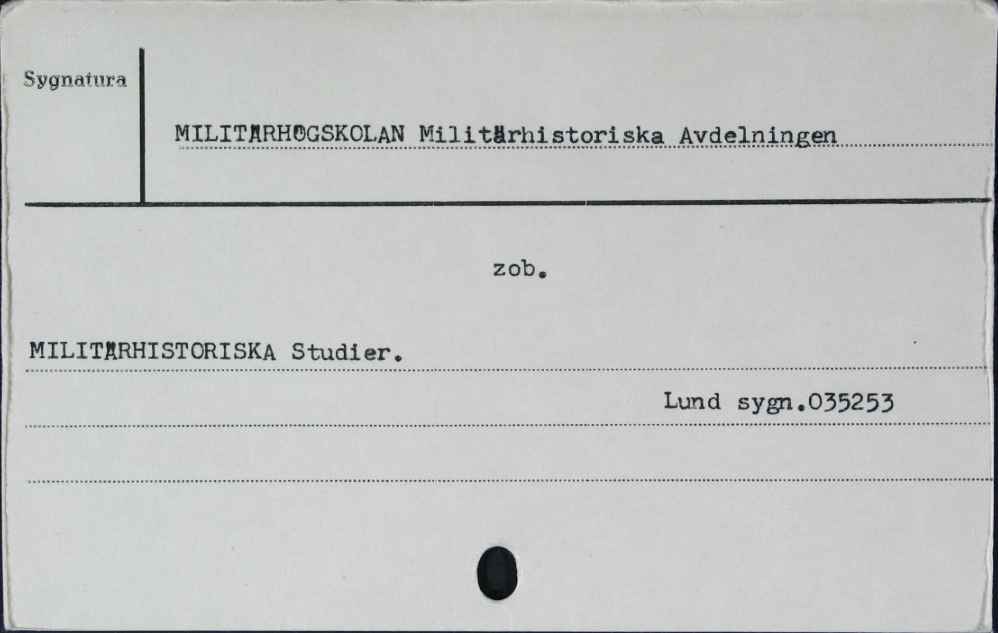 Sygnatura
MILITÄRHÖGSKOLAN Militärhistoriska Avdelningen
zob.
MILITÄRHISTORISKA Studier.
Lund sygn.035253